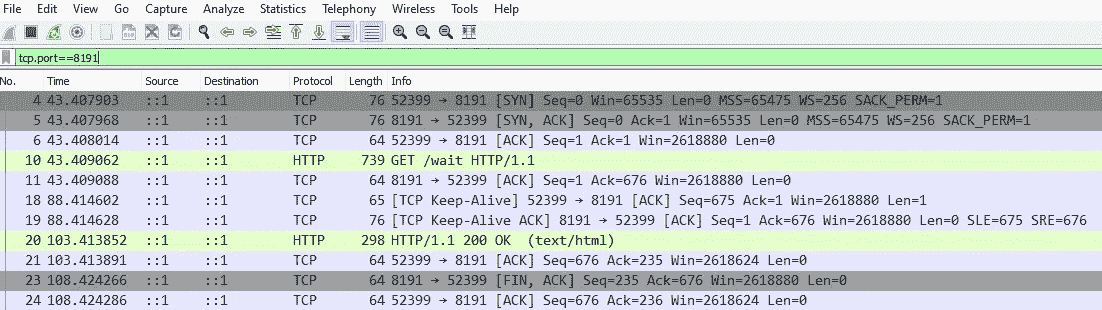 File Edit View Go Capture Analyze Statistics Telephony Wireless Tools Help
tcp.port==8191
No. Time Source Destination Protocol Length Info
4 43.407903 ::1 ::1 TCP 76 52399 → 8191 [SYN] Seq=0 Win=65535 Len=0 MSS=65475 WS=256 SACK_PERM=1
5 43.407968 ::1 ::1 TCP 76 8191 → 52399 [SYN, ACK] Seq=0 Ack=1 Win=65535 Len=0 MSS=65475 WS=256 SACK_PERM=1
6 43.408014 ::1 ::1 TCP 64 52399 → 8191 [ACK] Seq=1 Ack=1 Win=2618880 Len=0
10 43.409062 ::1 ::1 HTTP 739 GET /wait HTTP/1.1
11 43.409088 ::1 ::1 TCP 64 8191 → 52399 [ACK] Seq=1 Ack=676 Win=2618880 Len=0
18 88.414602 ::1 ::1 TCP 65 [TCP Keep-Alive] 52399 → 8191 [ACK] Seq=675 Ack=1 Win=2618880 Len=1
19 88.414628 ::1 ::1 TCP 76 [TCP Keep-Alive ACK] 8191 → 52399 [ACK] Seq=1 Ack=676 Win=2618880 Len=0 SLE=675 SRE=676
20 103.413852 ::1 ::1 HTTP 298 HTTP/1.1 200 OK (text/html)
21 103.413891 ::1 ::1 TCP 64 52399 → 8191 [ACK] Seq=676 Ack=235 Win=2618624 Len=0
23 108.424266 ::1 ::1 TCP 64 8191 → 52399 [FIN, ACK] Seq=235 Ack=676 Win=2618880 Len=0
24 108.424286 ::1 ::1 TCP 64 52399 → 8191 [ACK] Seq=676 Ack=236 Win=2618624 Len=0